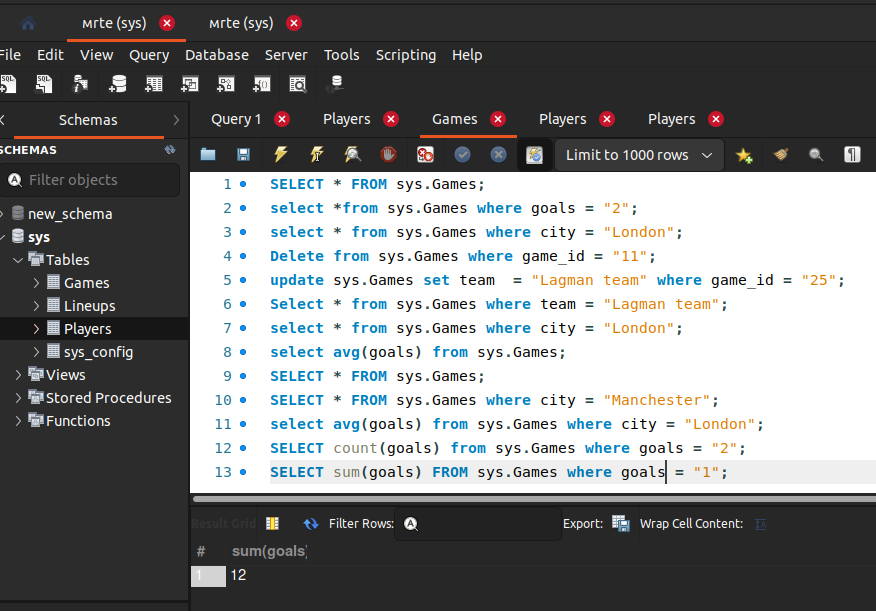 мrte (sys) мrte (sys)
File Edit View Query Database Server Tools Scripting Help
Schemas
Query 1 Players Games Players Players
SCHEMAS
Limit to 1000 rows
Filter objects
new_schema
sys
Tables
Games
Lineups
Players
sys_config
Views
Stored Procedures
Functions
1 SELECT * FROM sys.Games;
2 select *from sys.Games where goals = "2";
3 select * from sys.Games where city = "London";
4 Delete from sys.Games where game_id = "11";
5 update sys.Games set team = "Lagman team" where game_id = "25";
6 Select * from sys.Games where team = "Lagman team";
7 select * from sys.Games where city = "London";
8 select avg(goals) from sys.Games;
9 SELECT * FROM sys.Games;
10 SELECT * FROM sys.Games where city = "Manchester";
11 select avg(goals) from sys.Games where city = "London";
12 SELECT count(goals) from sys.Games where goals = "2";
13 SELECT sum(goals) FROM sys.Games where goals = "1";
Result Grid Filter Rows: Export: Wrap Cell Content:
# sum(goals)
1 12